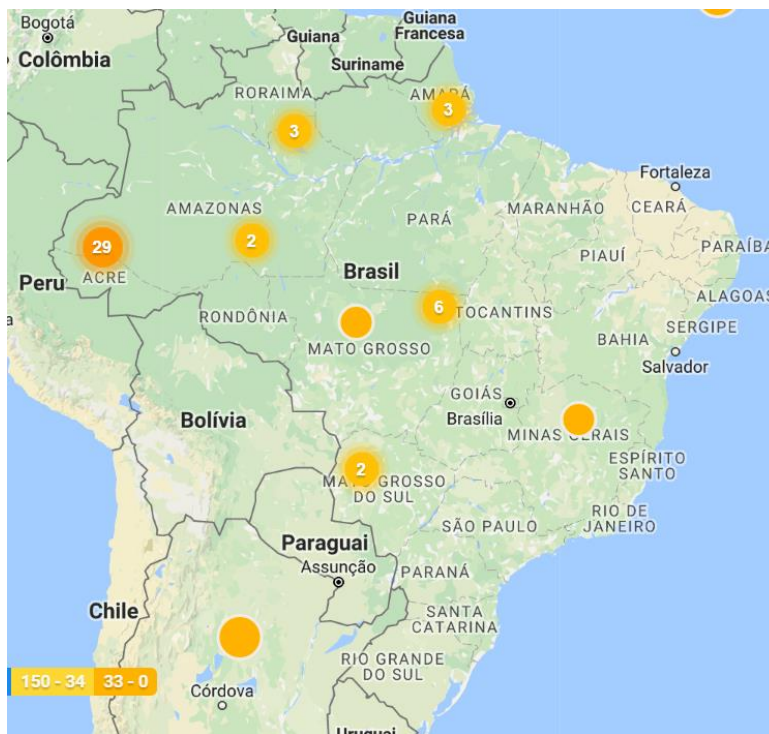 Bogotá
Colômbia
Guiana
Guiana
Francesa
Suriname
RORAIMA
AMAPÁ
3
3
Fortaleza
AMAZONAS
PARÁ
MARANHÃO
CEARÁ
29
2
PIAUÍ
PARAÍBA
ACRE
Peru
Brasil
ALAGOAS
6
RONDÔNIA
TOCANTINS
SERGIPE
MATO GROSSO
BAHIA
Salvador
GOIÁS
Brasília
Bolívia
MINAS GERAIS
2
ESPÍRITO
SANTO
MATO GROSSO
DO SUL
SÃO PAULO
RIO DE
JANEIRO
Paraguai
Assunção
PARANÁ
Chile
SANTA
CATARINA
RIO GRANDE
DO SUL
150 - 34
33 - 0
Córdova
Uruguai